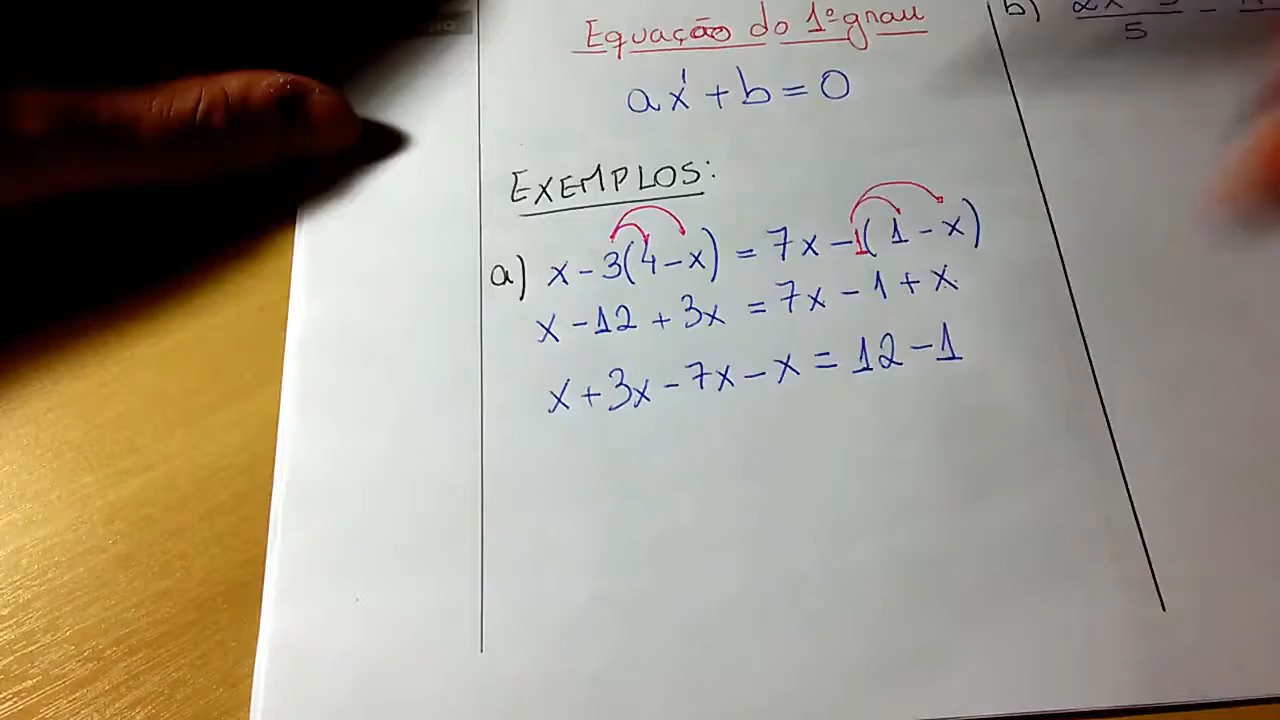 Equação do 1º grau
ax¹ + b = 0
EXEMPLOS:
a) x - 3(4 - x) = 7x - 1(1 - x)
x - 12 + 3x = 7x - 1 + x
x + 3x - 7x - x = 12 - 1
b)
5